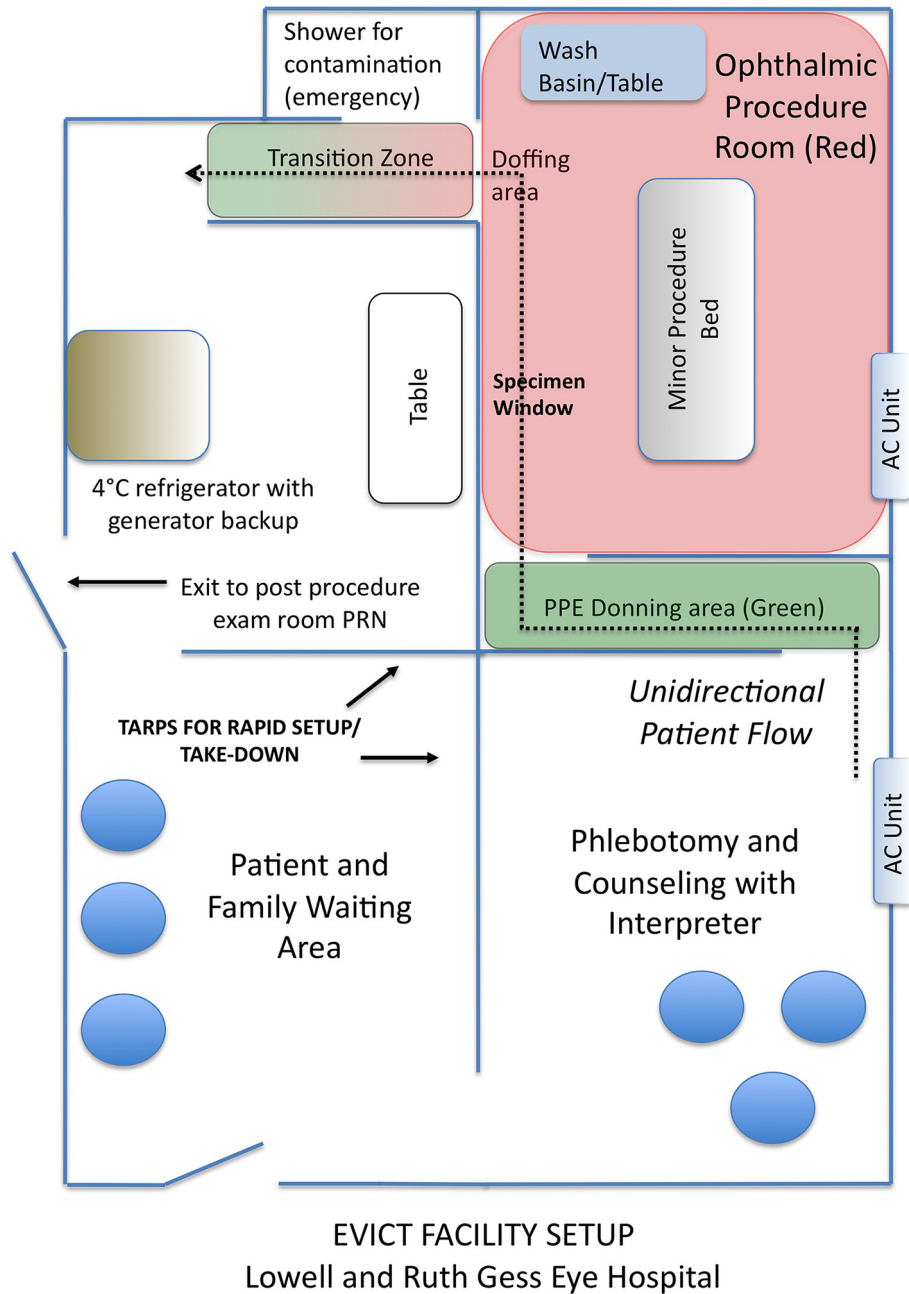 Shower for
contamination
(emergency)
Wash
Basin/Table
Ophthalmic
Procedure
Room (Red)
Transition Zone
Doffing
area
Minor Procedure
Bed
Table
Specimen
Window
AC Unit
4°C refrigerator with
generator backup
Exit to post procedure
exam room PRN
PPE Donning area (Green)
Unidirectional
Patient Flow
TARPS FOR RAPID SETUP/
TAKE-DOWN
AC Unit
Patient and
Family Waiting
Area
Phlebotomy and
Counseling with
Interpreter
EVICT FACILITY SETUP
Lowell and Ruth Gess Eye Hospital